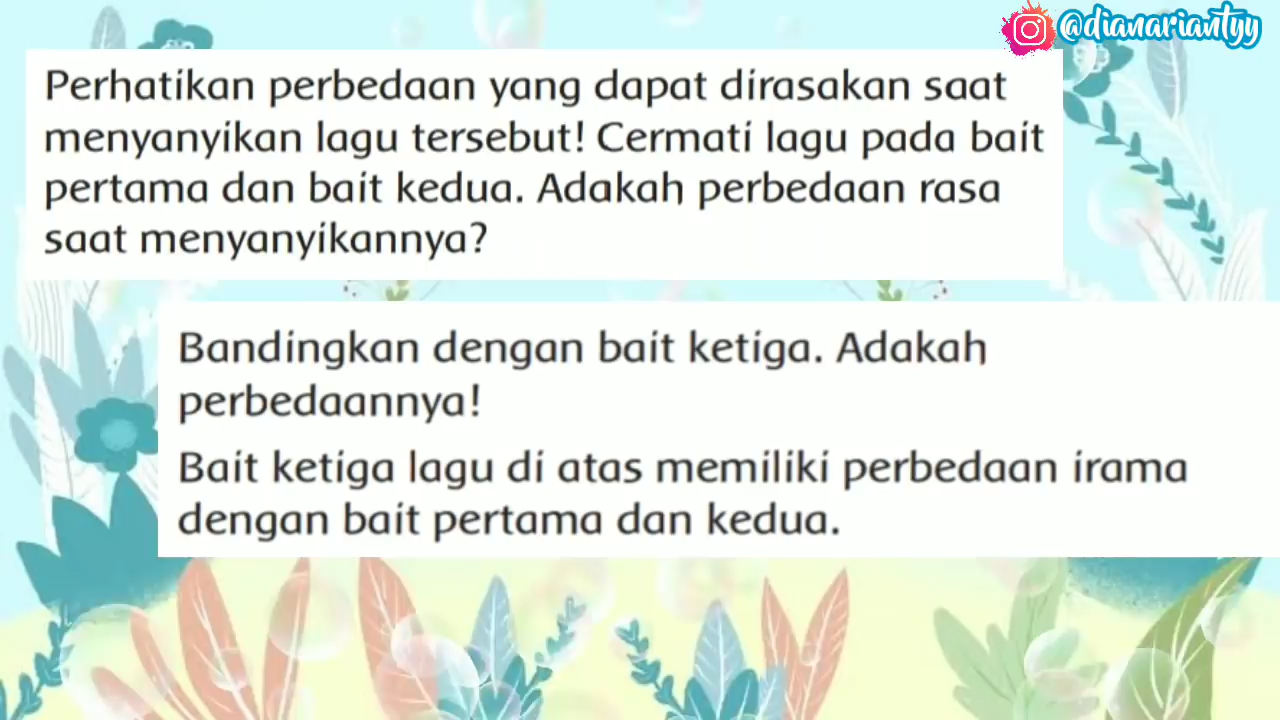 @dianariantyy
Perhatikan perbedaan yang dapat dirasakan saat
menyanyikan lagu tersebut! Cermati lagu pada bait
pertama dan bait kedua. Adakah perbedaan rasa
saat menyanyikannya?
Bandingkan dengan bait ketiga. Adakah
perbedaannya!
Bait ketiga lagu di atas memiliki perbedaan irama
dengan bait pertama dan kedua.